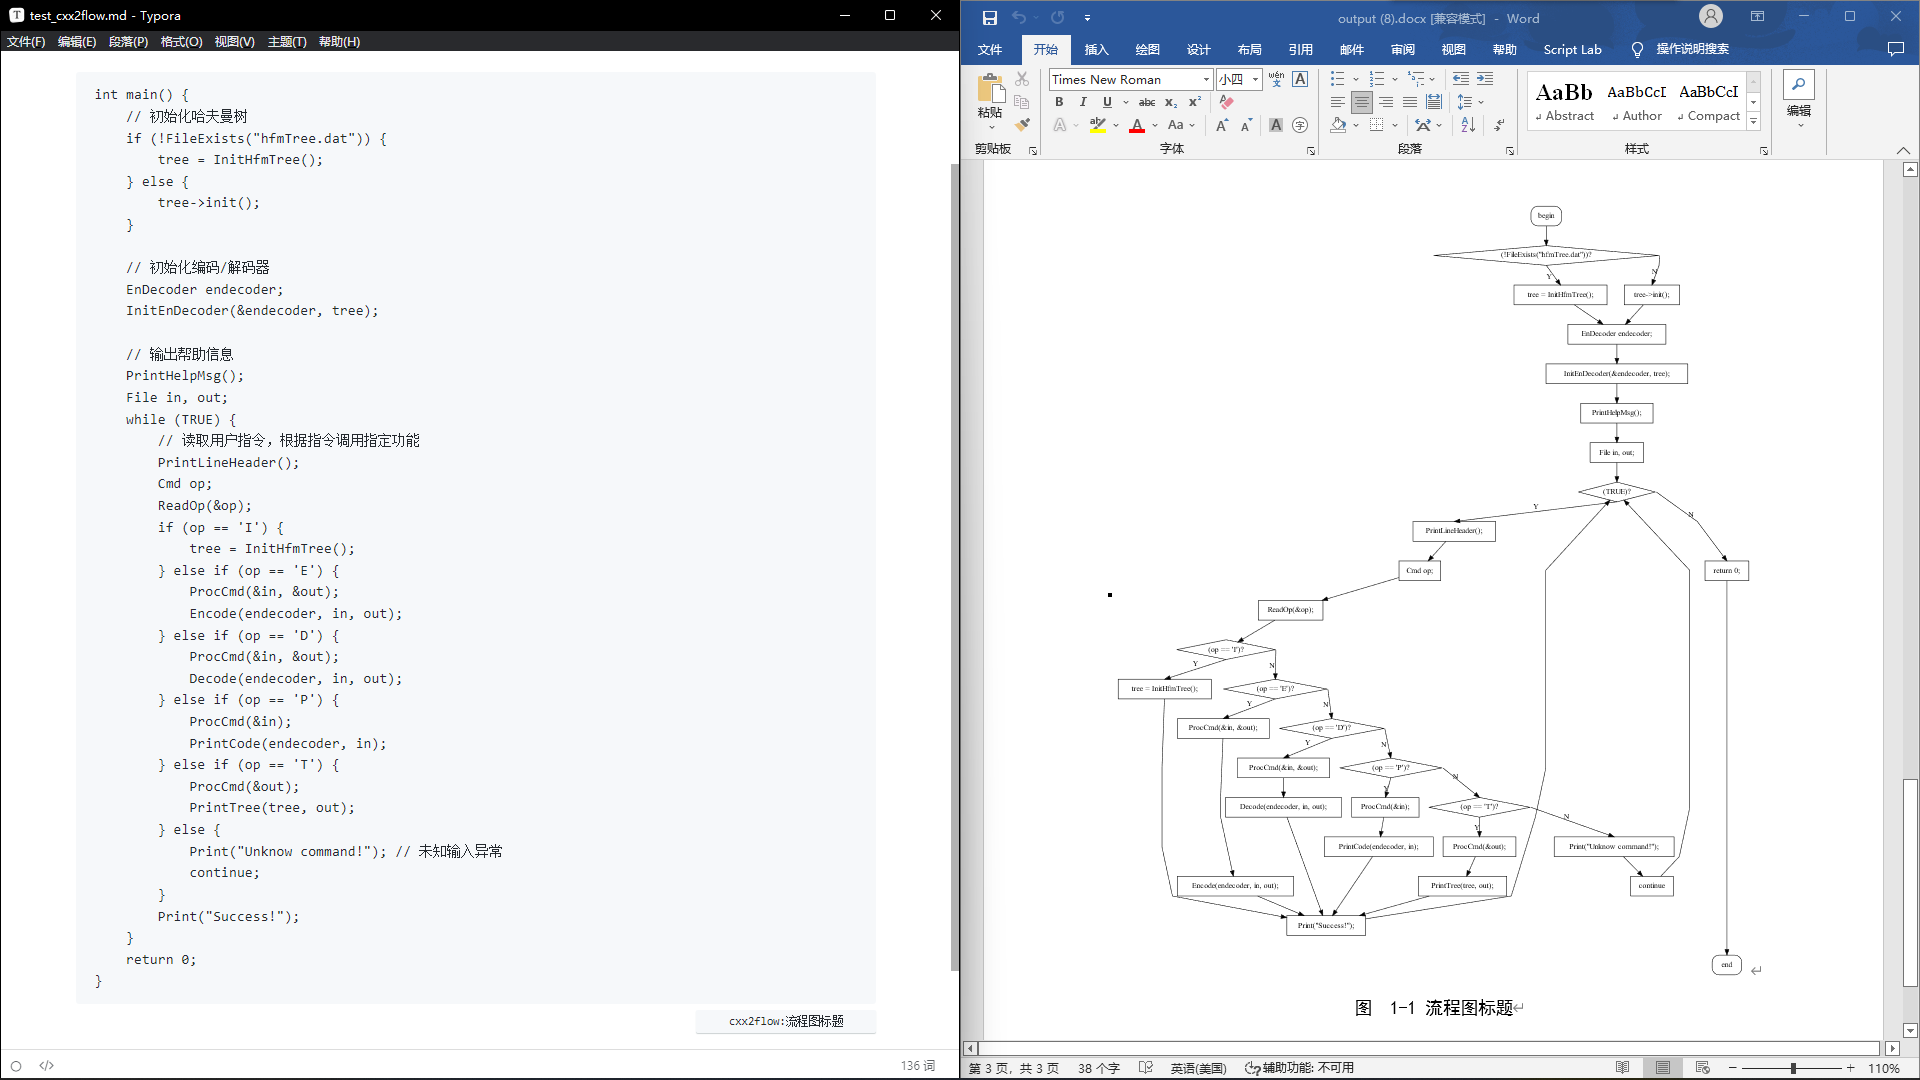 test_cxx2flow.md - Typora
文件(F) 编辑(E) 段落(P) 格式(O) 视图(V) 主题(T) 帮助(H)
int main() {
// 初始化哈夫曼树
if (!FileExists("hfmTree.dat")) {
tree = InitHfmTree();
} else {
tree->init();
}
// 初始化编码/解码器
EnDecoder endecoder;
InitEnDecoder(&endecoder, tree);
// 输出帮助信息
PrintHelpMsg();
File in, out;
while (TRUE) {
// 读取用户指令，根据指令调用指定功能
PrintLineHeader();
Cmd op;
ReadOp(&op);
if (op == 'I') {
tree = InitHfmTree();
} else if (op == 'E') {
ProcCmd(&in, &out);
Encode(endecoder, in, out);
} else if (op == 'D') {
ProcCmd(&in, &out);
Decode(endecoder, in, out);
} else if (op == 'P') {
ProcCmd(&in);
PrintCode(endecoder, in);
} else if (op == 'T') {
ProcCmd(&out);
PrintTree(tree, out);
} else {
Print("Unknow command!"); // 未知输入异常
continue;
}
Print("Success!");
}
return 0;
}
cxx2flow:流程图标题
136 词
output (8).docx [兼容模式] - Word
文件 开始 插入 绘图 设计 布局 引用 邮件 审阅 视图 帮助 Script Lab 操作说明搜索
粘贴
剪贴板
Times New Roman 小四 wén 文 A
B I U abc x₂ x²
A ab A Aa A A A 字
字体
段落
AaBb AaBbCcI AaBbCcI
Abstract Author Compact
样式
编辑
begin
(!FileExists("hfmTree.dat"))?
Y N
tree = InitHfmTree(); tree->init();
EnDecoder endecoder;
InitEnDecoder(&endecoder, tree);
PrintHelpMsg();
File in, out;
(TRUE)?
Y N
PrintLineHeader();
Cmd op; return 0;
ReadOp(&op);
(op == 'I')?
Y N
tree = InitHfmTree(); (op == 'E')?
Y N
ProcCmd(&in, &out); (op == 'D')?
Y N
ProcCmd(&in, &out); (op == 'P')?
Y N
Decode(endecoder, in, out); ProcCmd(&in); (op == 'T')?
Y N
PrintCode(endecoder, in); ProcCmd(&out); Print("Unknow command!");
Encode(endecoder, in, out); PrintTree(tree, out); continue
Print("Success!");
end
图 1-1 流程图标题
第 3 页，共 3 页 38 个字 英语(美国) 辅助功能: 不可用 110%